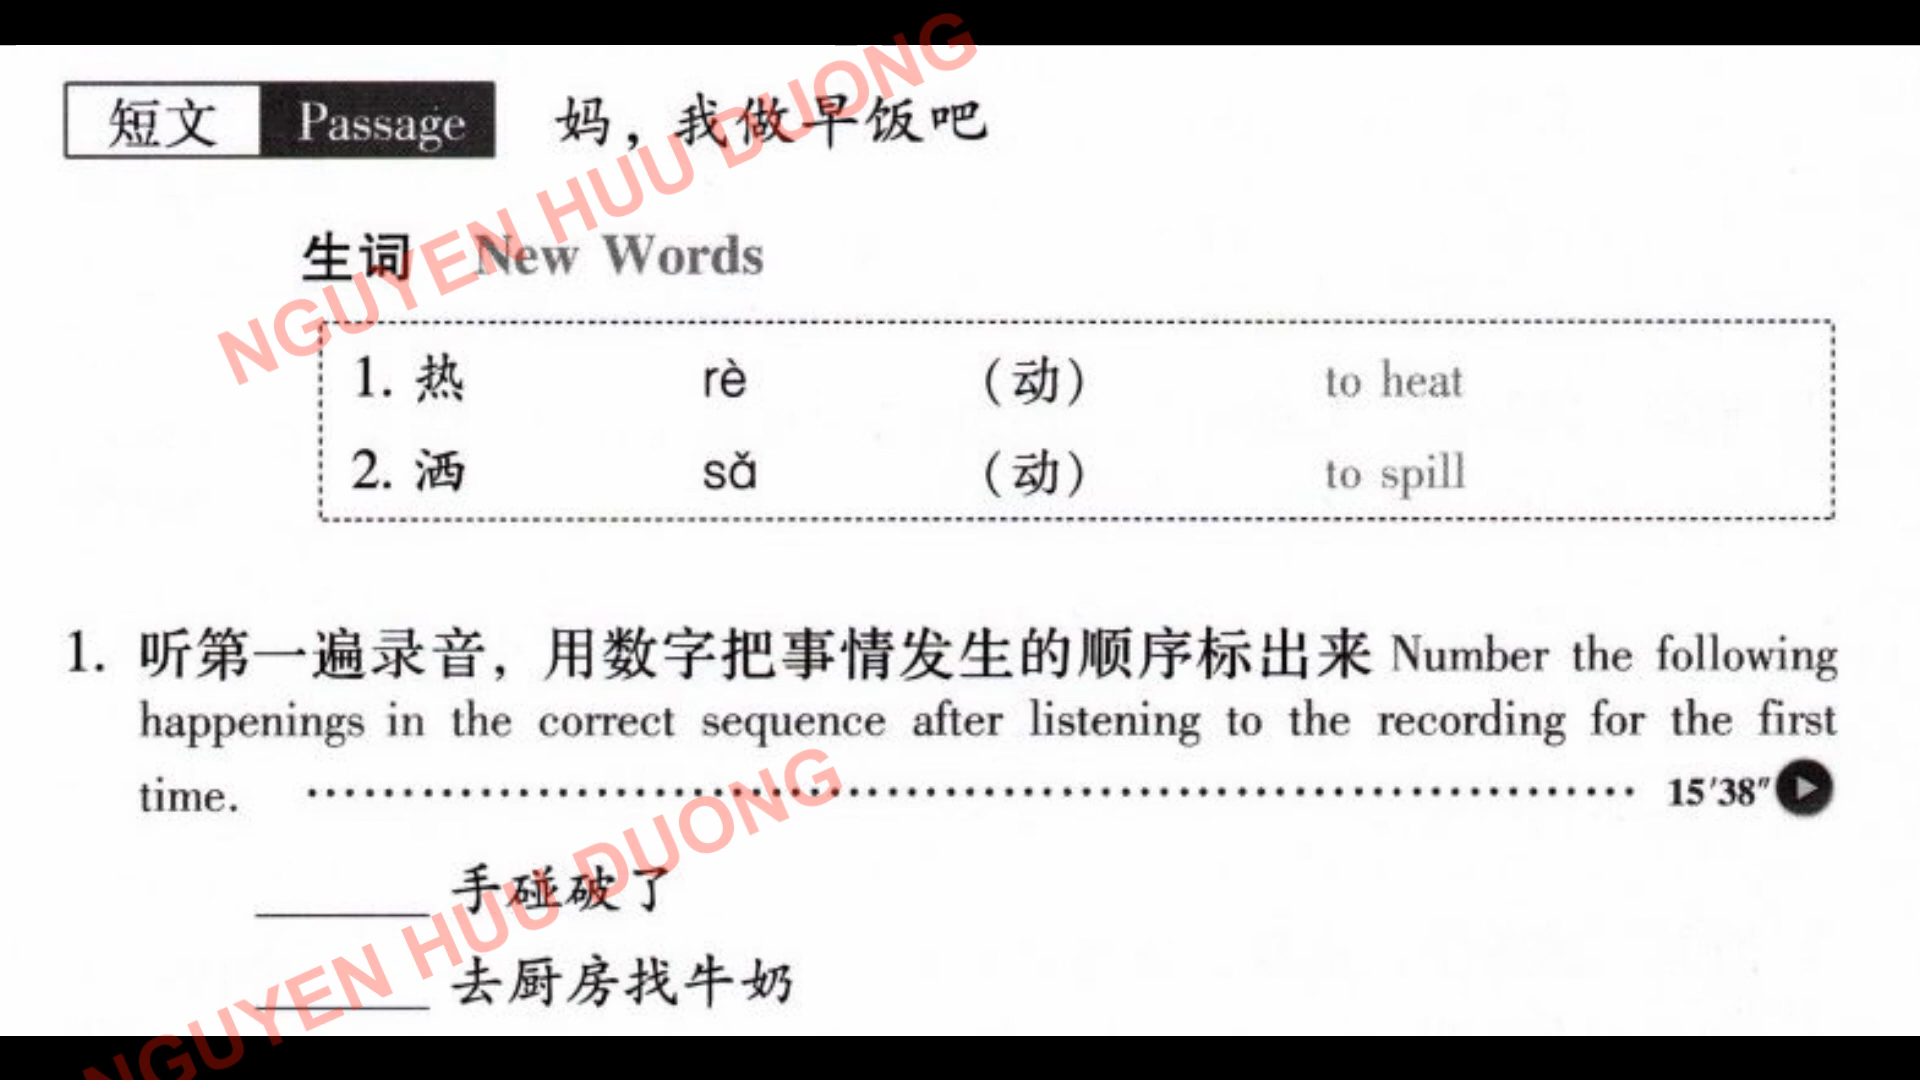 短文 Passage 妈，我做早饭吧
生词 New Words
1. 热 rè （动） to heat
2. 洒 sǎ （动） to spill
1. 听第一遍录音，用数字把事情发生的顺序标出来 Number the following
happenings in the correct sequence after listening to the recording for the first
time. 15′38″
手碰破了
去厨房找牛奶
NGUYEN HUU DUONG
NGUYEN HUU DUONG